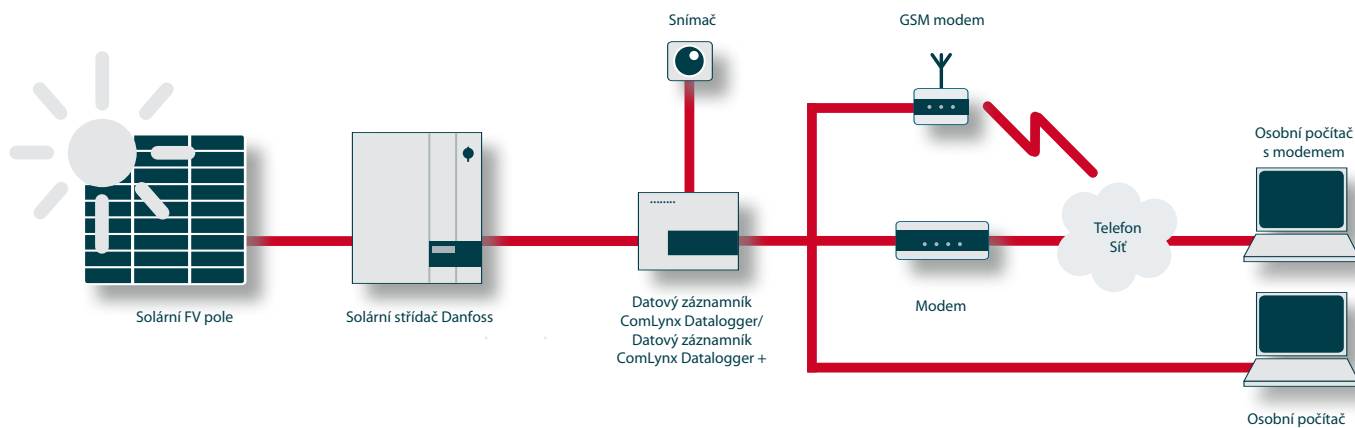 Snímač
GSM modem
Osobní počítač
s modemem
Telefon
Síť
Solární FV pole
Solární střídač Danfoss
Datový záznamník
ComLynx Datalogger/
Datový záznamník
ComLynx Datalogger +
Modem
Osobní počítač